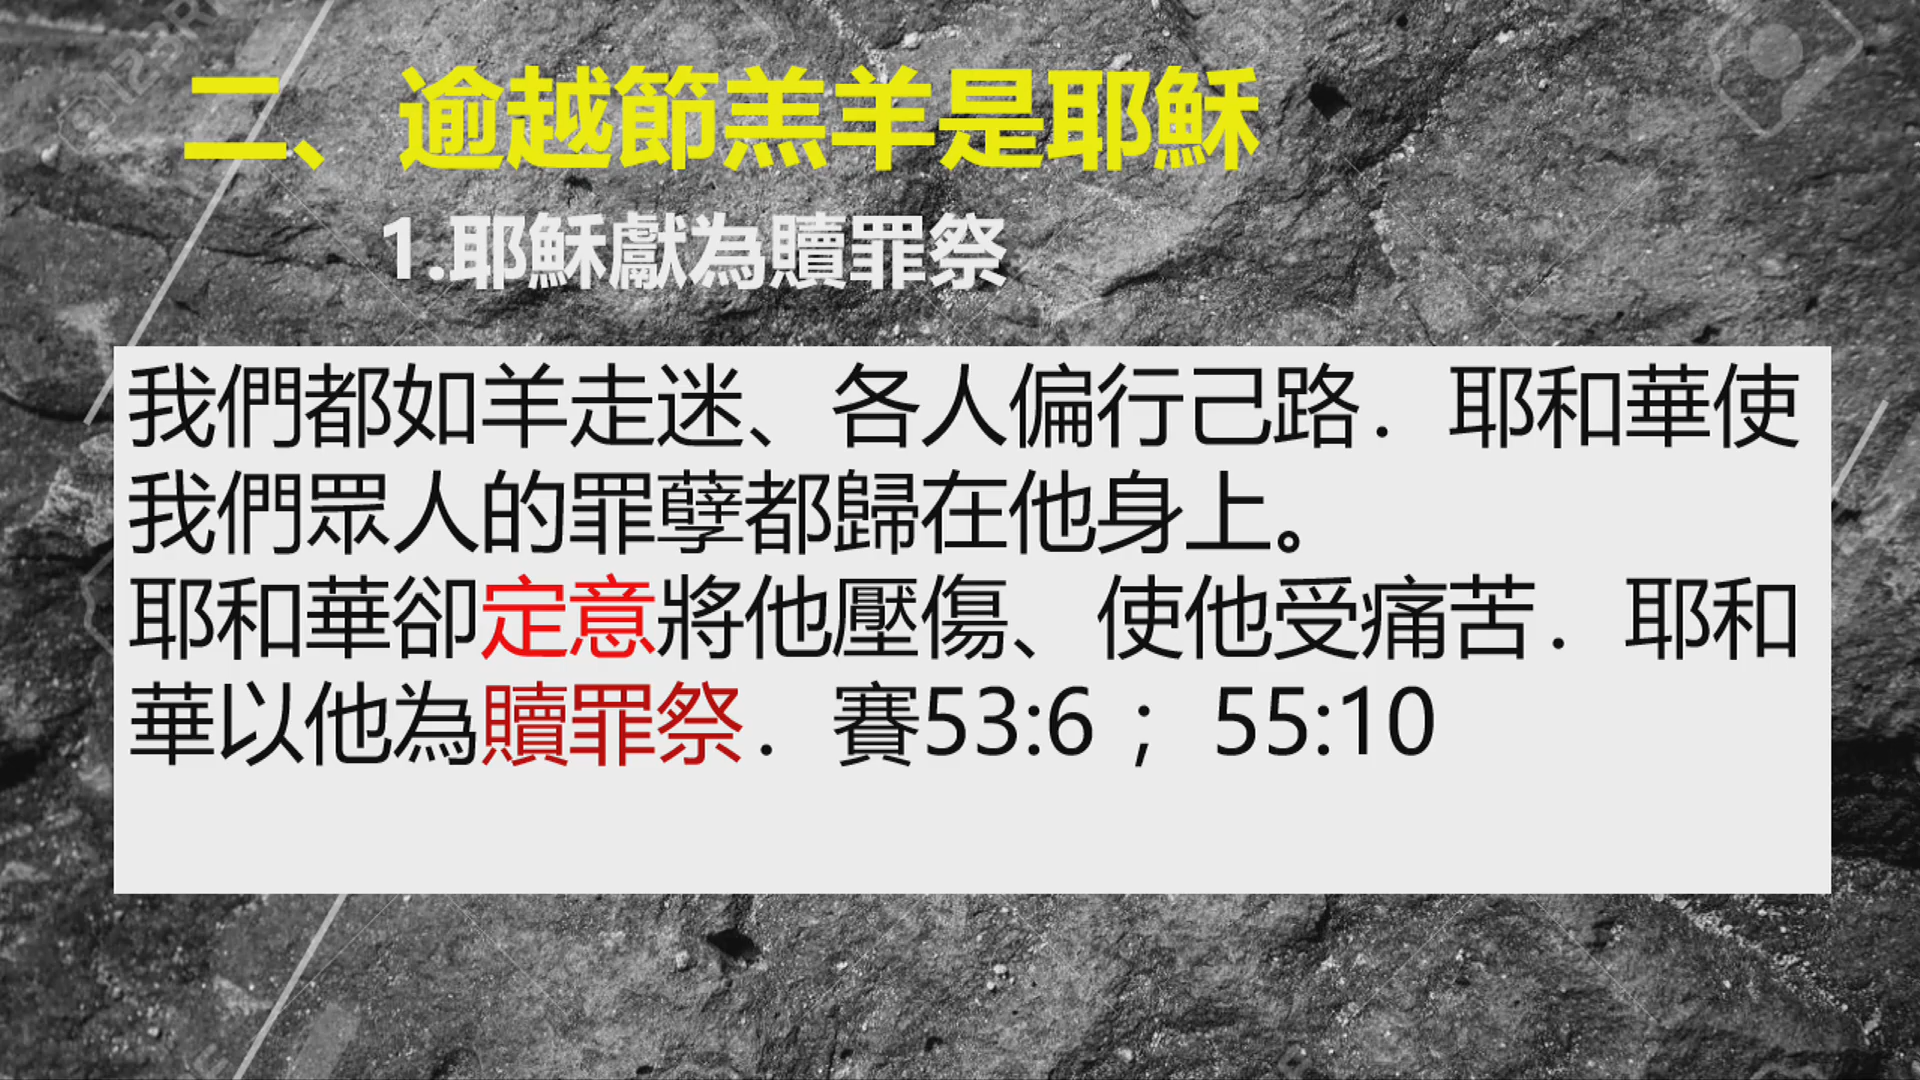 二、 逾越節羔羊是耶穌
1.耶穌獻為贖罪祭
我們都如羊走迷、各人偏行己路．耶和華使
我們眾人的罪孽都歸在他身上。
耶和華卻定意將他壓傷、使他受痛苦．耶和
華以他為贖罪祭．賽53:6 ；55:10